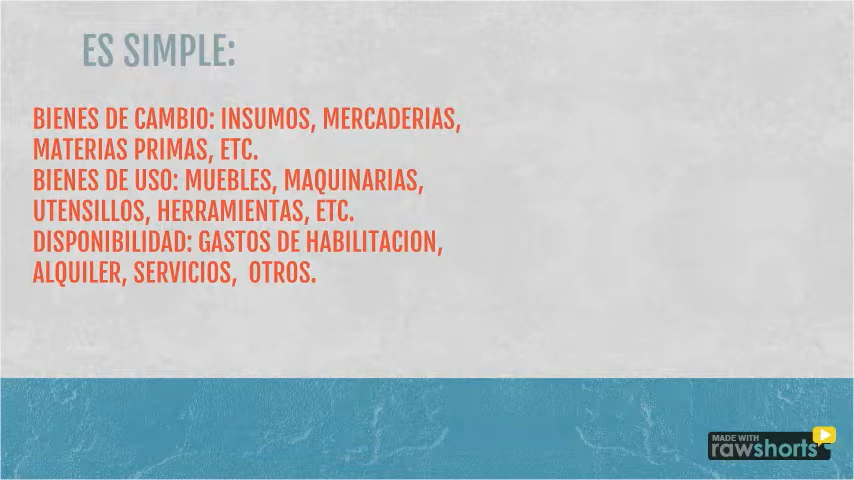 ES SIMPLE:
BIENES DE CAMBIO: INSUMOS, MERCADERIAS,
MATERIAS PRIMAS, ETC.
BIENES DE USO: MUEBLES, MAQUINARIAS,
UTENSILLOS, HERRAMIENTAS, ETC.
DISPONIBILIDAD: GASTOS DE HABILITACION,
ALQUILER, SERVICIOS,  OTROS.
MADE WITH
rawshorts